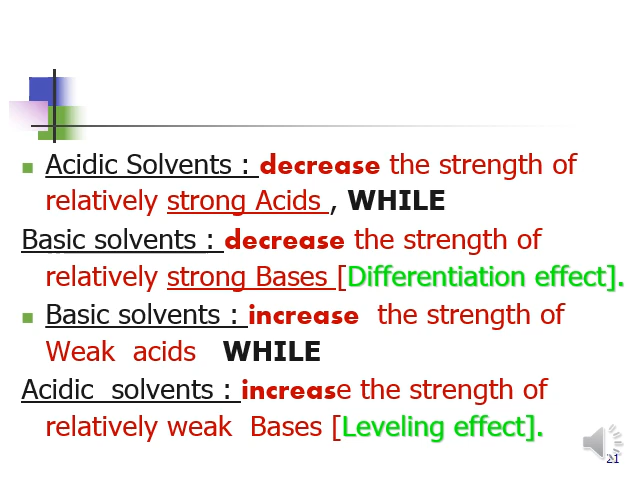 Acidic Solvents : decrease the strength of
relatively strong Acids , WHILE
Basic solvents : decrease the strength of
relatively strong Bases [Differentiation effect].
Basic solvents : increase the strength of
Weak acids WHILE
Acidic solvents : increase the strength of
relatively weak Bases [Leveling effect].
21